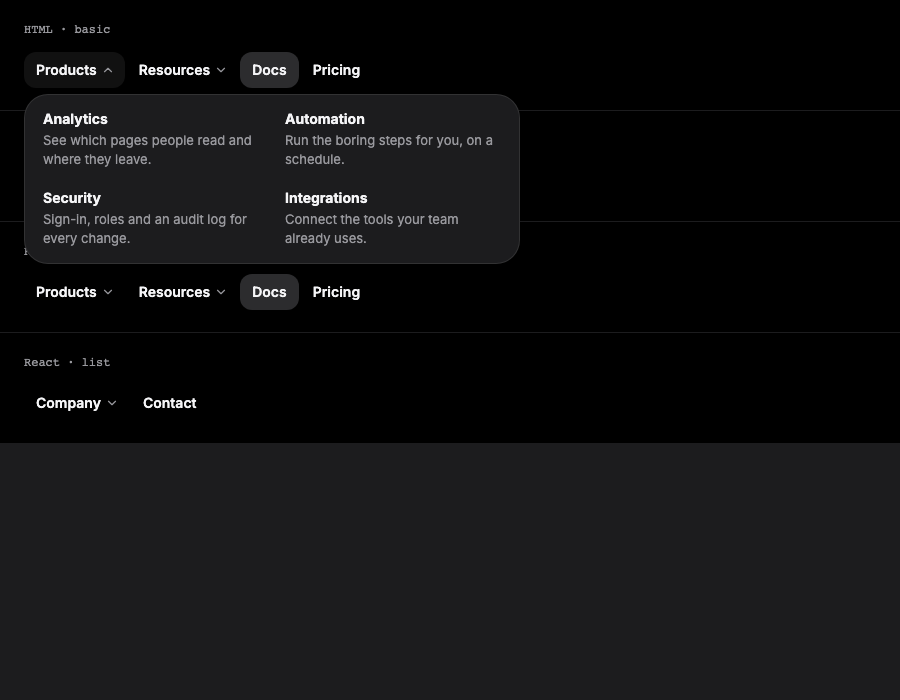 HTML · basic
Products Resources Docs Pricing
Analytics
See which pages people read and
where they leave.
Automation
Run the boring steps for you, on a
schedule.
Security
Sign-in, roles and an audit log for
every change.
Integrations
Connect the tools your team
already uses.
Products Resources Docs Pricing
React · list
Company Contact